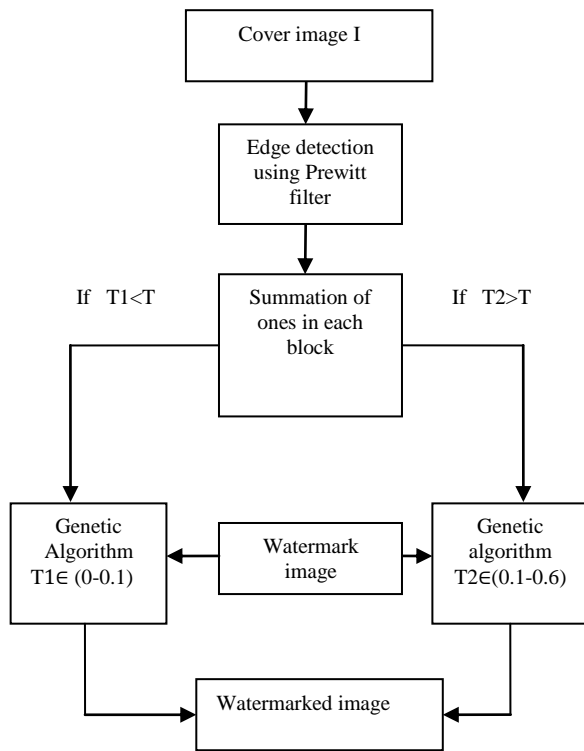 Cover image I
Edge detection
using Prewitt
filter
If T1<T
Summation of
ones in each
block
If T2>T
Genetic
Algorithm
T1∈ (0-0.1)
Watermark
image
Genetic
algorithm
T2∈(0.1-0.6)
Watermarked image